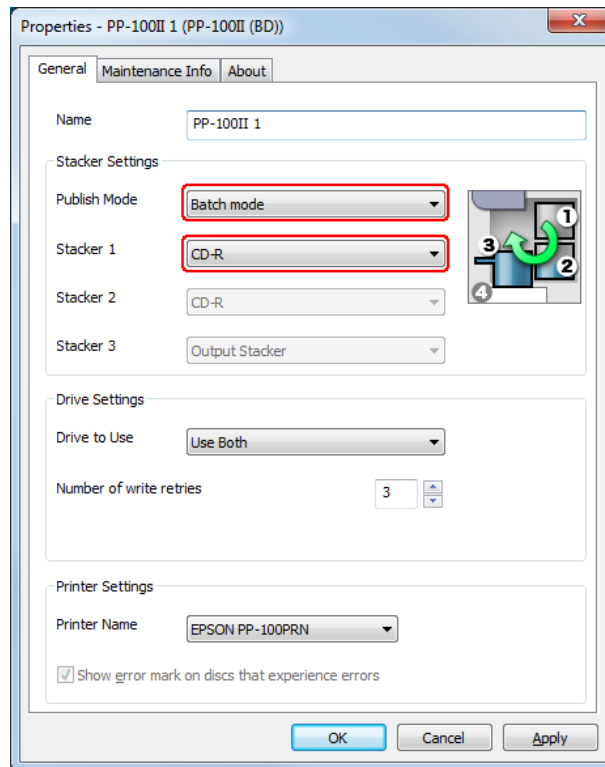 Properties - PP-100II 1 (PP-100II (BD))
General Maintenance Info About
Name PP-100II 1
Stacker Settings
Publish Mode Batch mode
Stacker 1 CD-R
Stacker 2 CD-R
Stacker 3 Output Stacker
1
3
2
4
Drive Settings
Drive to Use Use Both
Number of write retries 3
Printer Settings
Printer Name EPSON PP-100PRN
Show error mark on discs that experience errors
OK Cancel Apply